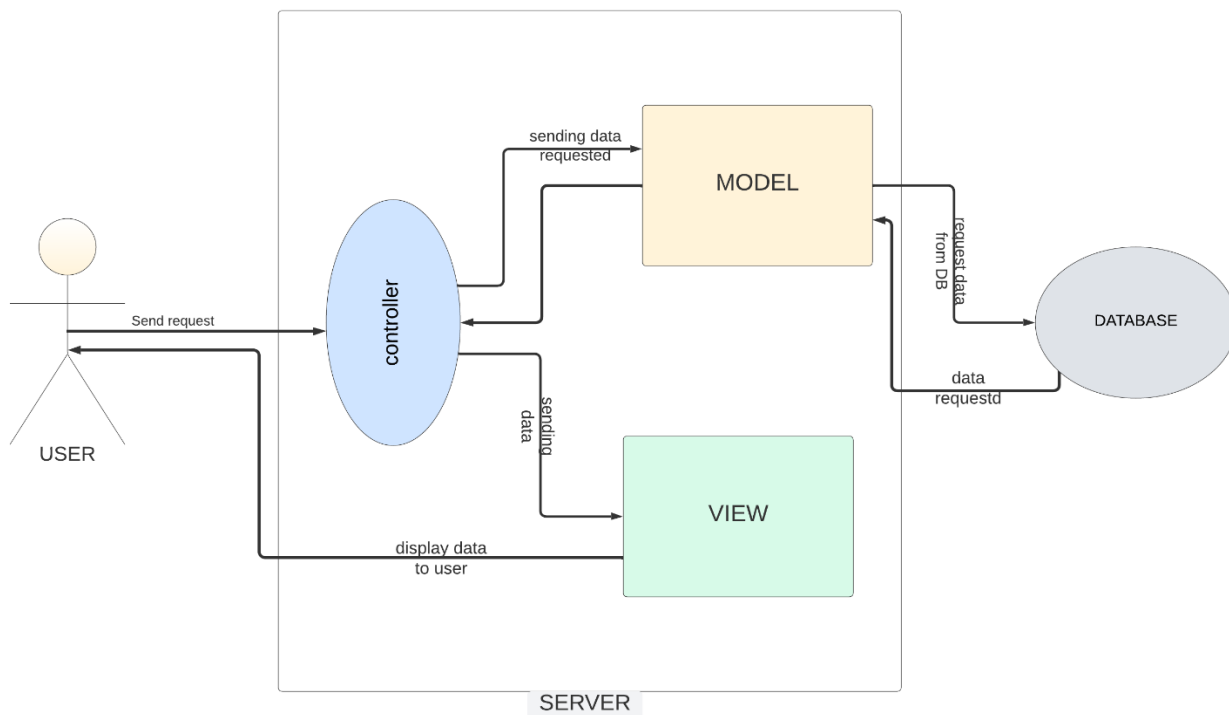 sending data
requested
MODEL
request data
from DB
controller
Send request
DATABASE
data
requestd
sending
data
USER
VIEW
display data
to user
SERVER